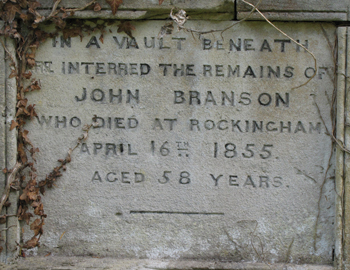 IN A VAULT BENEATH
RE INTERRED THE REMAINS OF
JOHN BRANSON
WHO DIED AT ROCKINGHAM,
APRIL 16TH 1855.
AGED 58 YEARS.